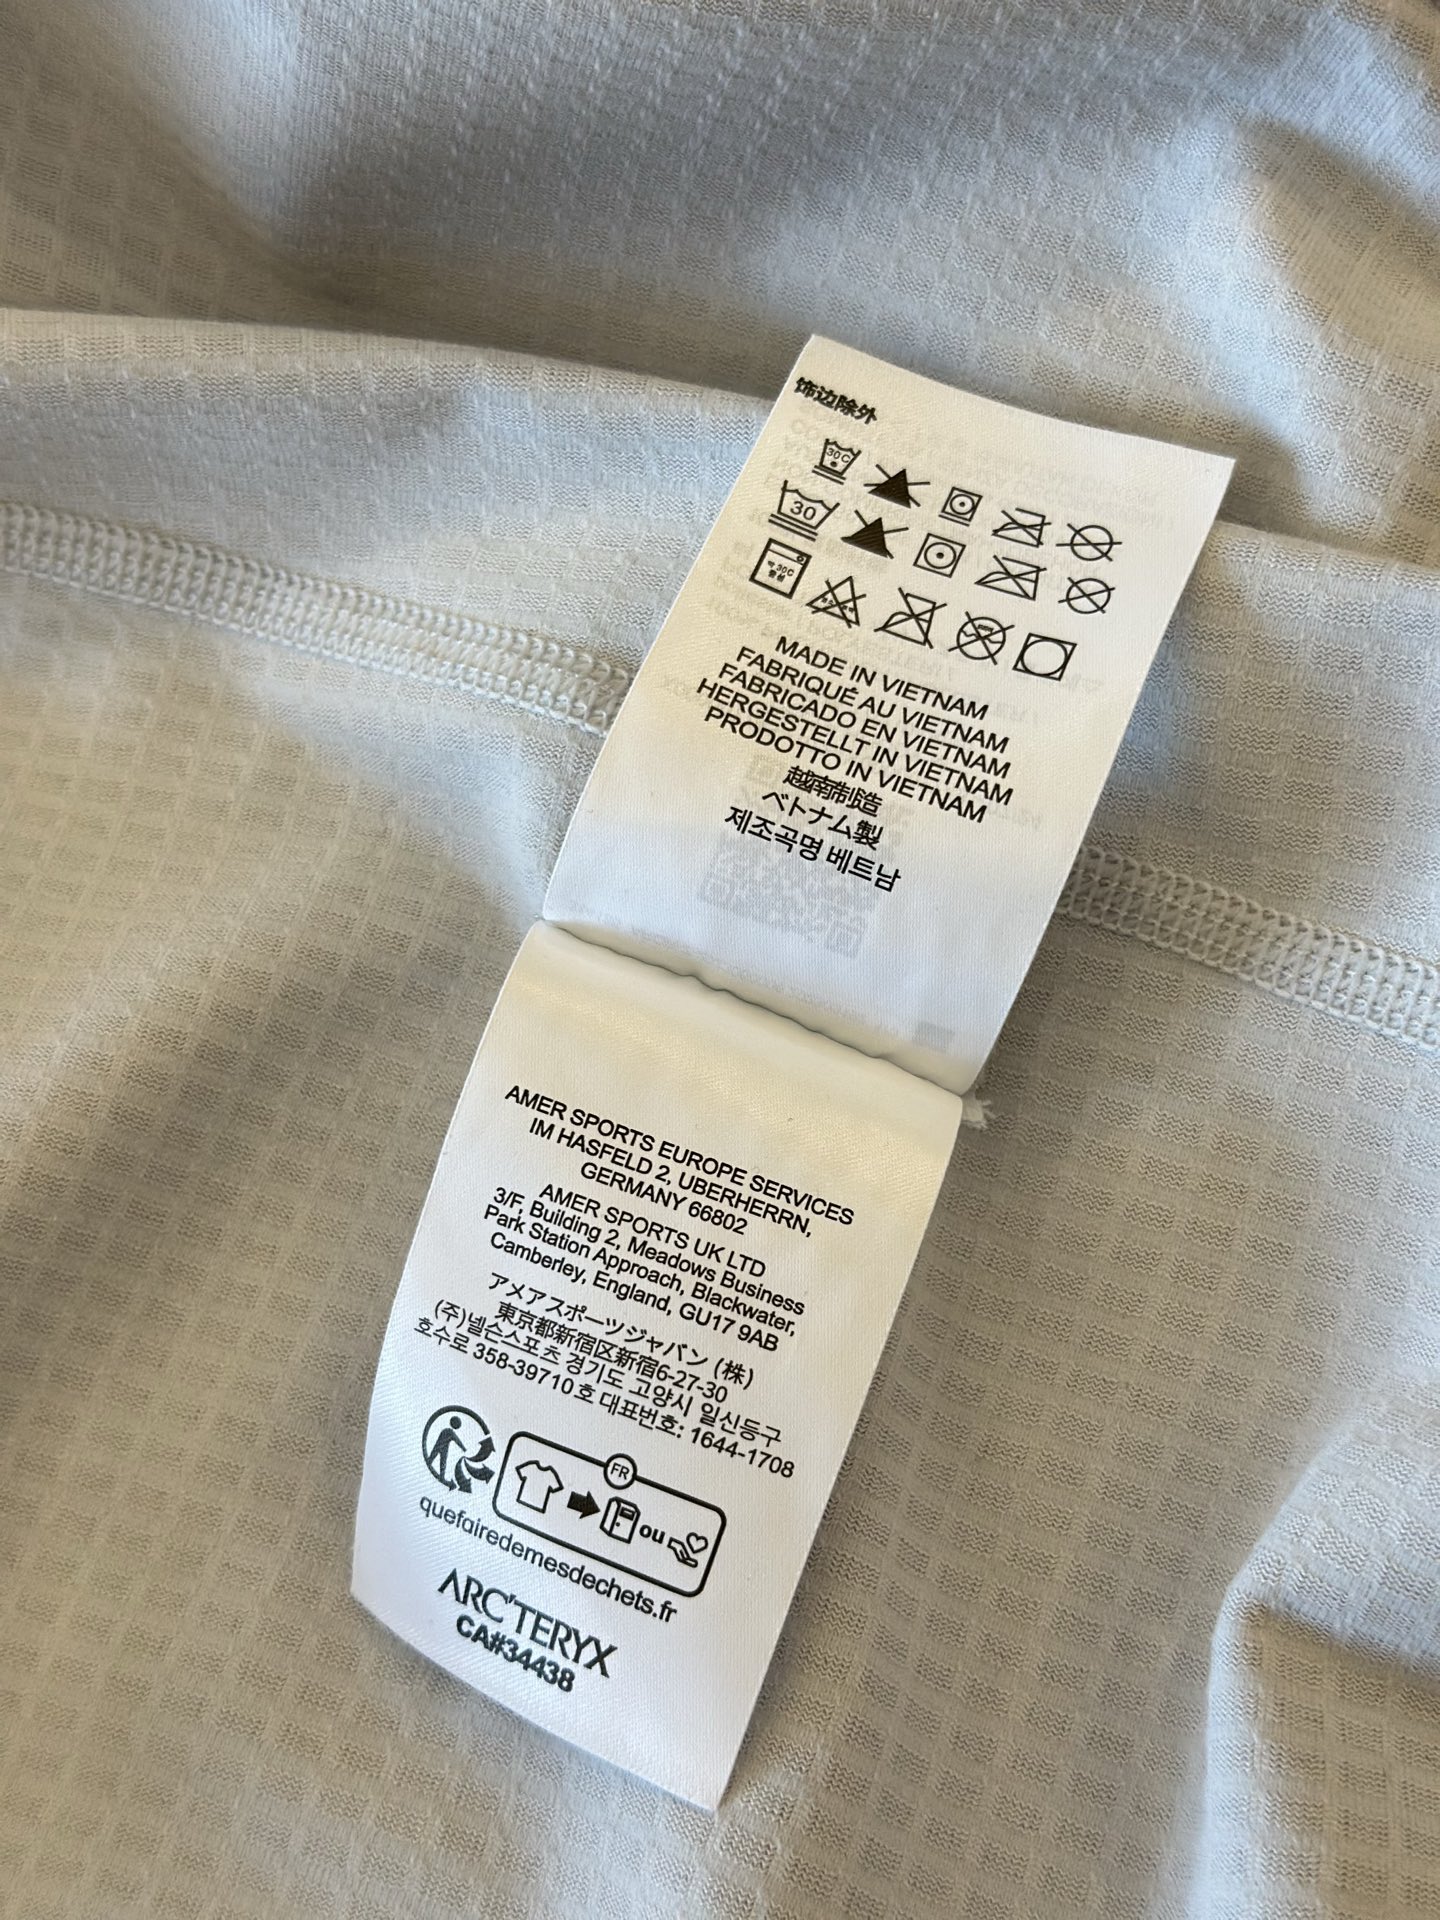 饰边除外
30C
30
30C
중성
MADE IN VIETNAM
FABRIQUÉ AU VIETNAM
FABRICADO EN VIETNAM
HERGESTELLT IN VIETNAM
PRODOTTO IN VIETNAM
越南制造
ベトナム製
제조국명 베트남
AMER SPORTS EUROPE SERVICES
IM HASFELD 2, UBERHERRN,
GERMANY 66802
AMER SPORTS UK LTD
3/F, Building 2, Meadows Business
Park Station Approach, Blackwater,
Camberley, England, GU17 9AB
アメアスポーツジャパン (株)
東京都新宿区新宿6-27-30
(주)넬슨스포츠 경기도 고양시 일산동구
호수로 358-39710호 대표번호: 1644-1708
FR
ou
quefairedemesdechets.fr
ARC'TERYX
CA#34438